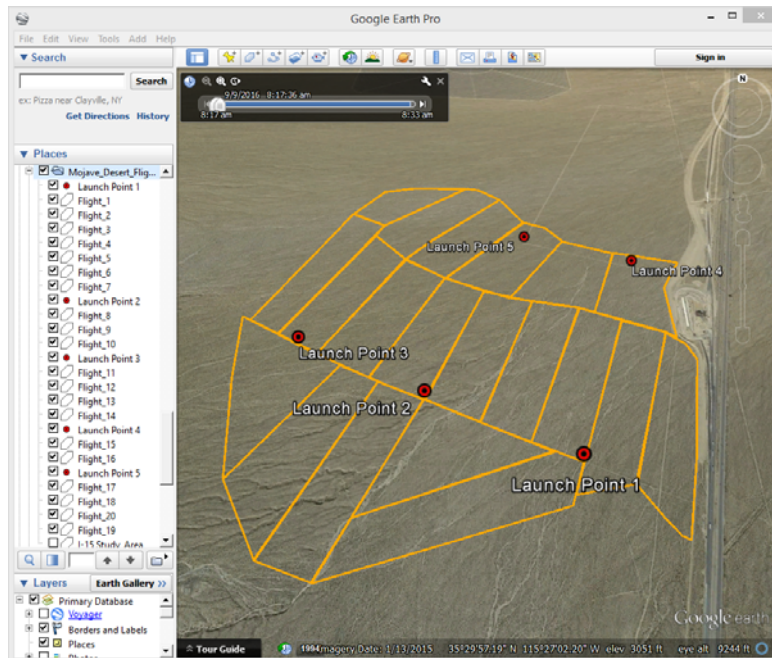 Google Earth Pro
File Edit View Tools Add Help
Search
Search
ex: Pizza near Clayville, NY
Get Directions History
Places
Mojave_Desert_Flig...
Launch Point 1
Flight_1
Flight_2
Flight_3
Flight_4
Flight_5
Flight_6
Flight_7
Launch Point 2
Flight_8
Flight_9
Flight_10
Launch Point 3
Flight_11
Flight_12
Flight_13
Flight_14
Launch Point 4
Flight_15
Flight_16
Launch Point 5
Flight_17
Flight_18
Flight_20
Flight_19
I-15 Study Area
Layers
Earth Gallery >>
Primary Database
Voyager
Borders and Labels
Places
Sign in
9/9/2016 8:17:36 am
8:17 am 8:33 am
N
Launch Point 5
Launch Point 4
Launch Point 3
Launch Point 2
Launch Point 1
Google earth
Tour Guide
1994 Imagery Date: 1/13/2015 35°29'57.19" N 115°27'02.20" W elev 3051 ft eye alt 9244 ft